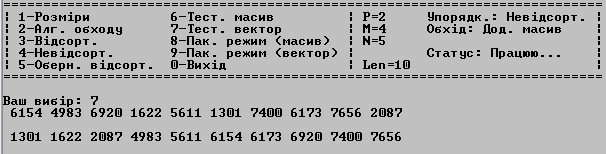 ==========================================================================
| 1-Розміри 6-Тест. масив | P=2 Упорядк.: Невідсорт. |
| 2-Алг. обходу 7-Тест. вектор | M=4 Обхід: Дод. масив |
| 3-Відсорт. 8-Пак. режим (масив) | N=5 |
| 4-Невідсорт. 9-Пак. режим (вектор) | Статус: Працюю... |
| 5-Оберн. відсорт. 0-Вихід | Len=10 |
==========================================================================
Ваш вибір: 7
6154 4983 6920 1622 5611 1301 7400 6173 7656 2087
1301 1622 2087 4983 5611 6154 6173 6920 7400 7656